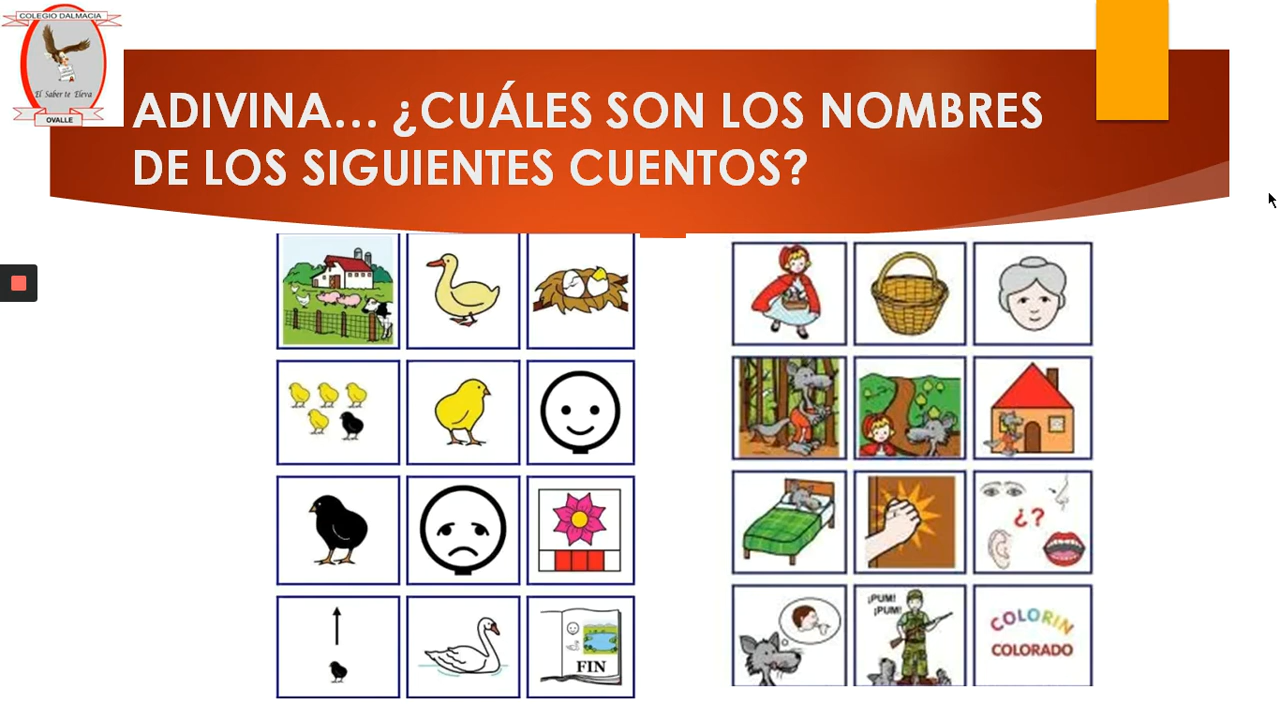 COLEGIO DALMACIA
El Saber te Eleva
OVALLE
ADIVINA... ¿CUÁLES SON LOS NOMBRES
DE LOS SIGUIENTES CUENTOS?
FIN
¿?
¡PUM!
¡PUM!
COLORIN
COLORADO